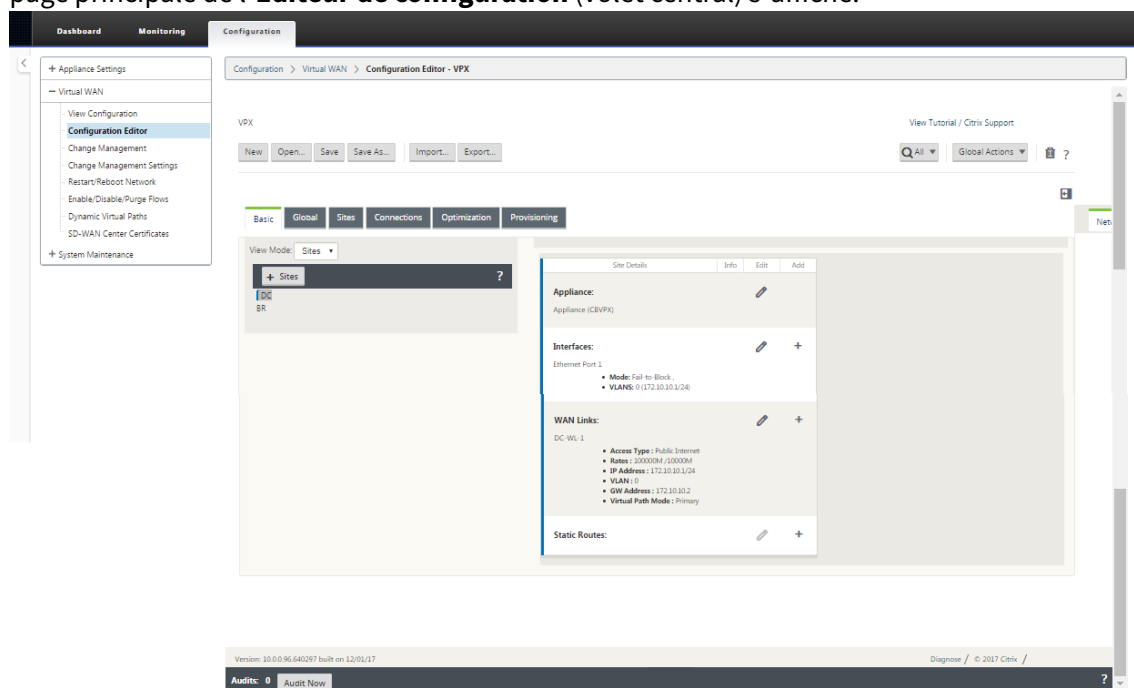 page principale de l'Éditeur de configuration (volet central) s'affiche.
Dashboard Monitoring Configuration
+ Appliance Settings
− Virtual WAN
View Configuration
Configuration Editor
Change Management
Change Management Settings
Restart/Reboot Network
Enable/Disable/Purge Flows
Dynamic Virtual Paths
SD-WAN Center Certificates
+ System Maintenance
Configuration > Virtual WAN > Configuration Editor - VPX
VPX
View Tutorial / Citrix Support
New Open... Save Save As... Import... Export...
All Global Actions ?
Basic Global Sites Connections Optimization Provisioning
View Mode: Sites
+ Sites ?
DC
BR
Site Details Info Edit Add
Appliance:
Appliance (CBVPX)
Interfaces: +
Ethernet Port 1
• Mode: Fail-to-Block ,
• VLANS: 0 (172.10.10.1/24)
WAN Links: +
DC-WL-1
• Access Type : Public Internet
• Rates : 100000M /10000M
• IP Address : 172.10.10.1/24
• VLAN : 0
• GW Address : 172.10.10.2
• Virtual Path Mode : Primary
Static Routes: +
Version: 10.0.0.96.640297 built on 12/01/17
Diagnose / © 2017 Citrix /
Audits: 0 Audit Now ?